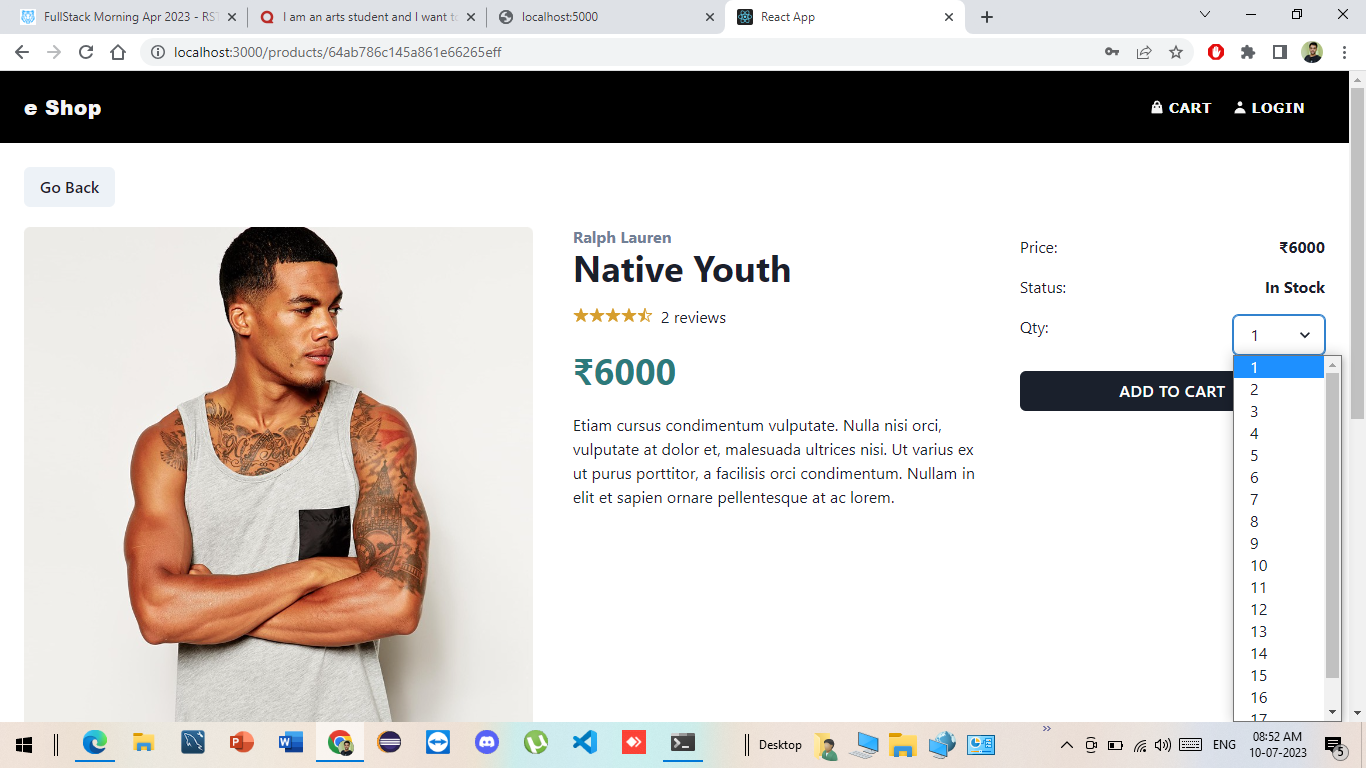 FullStack Morning Apr 2023 - RST
I am an arts student and I want to
localhost:5000
React App
localhost:3000/products/64ab786c145a861e66265eff
e Shop
CART
LOGIN
Go Back
Ralph Lauren
Native Youth
2 reviews
₹6000
Etiam cursus condimentum vulputate. Nulla nisi orci,
vulputate at dolor et, malesuada ultrices nisi. Ut varius ex
ut purus porttitor, a facilisis orci condimentum. Nullam in
elit et sapien ornare pellentesque at ac lorem.
Price: ₹6000
Status: In Stock
Qty: 1
ADD TO CART
1
2
3
4
5
6
7
8
9
10
11
12
13
14
15
16
17
Desktop
ENG
08:52 AM
10-07-2023
5